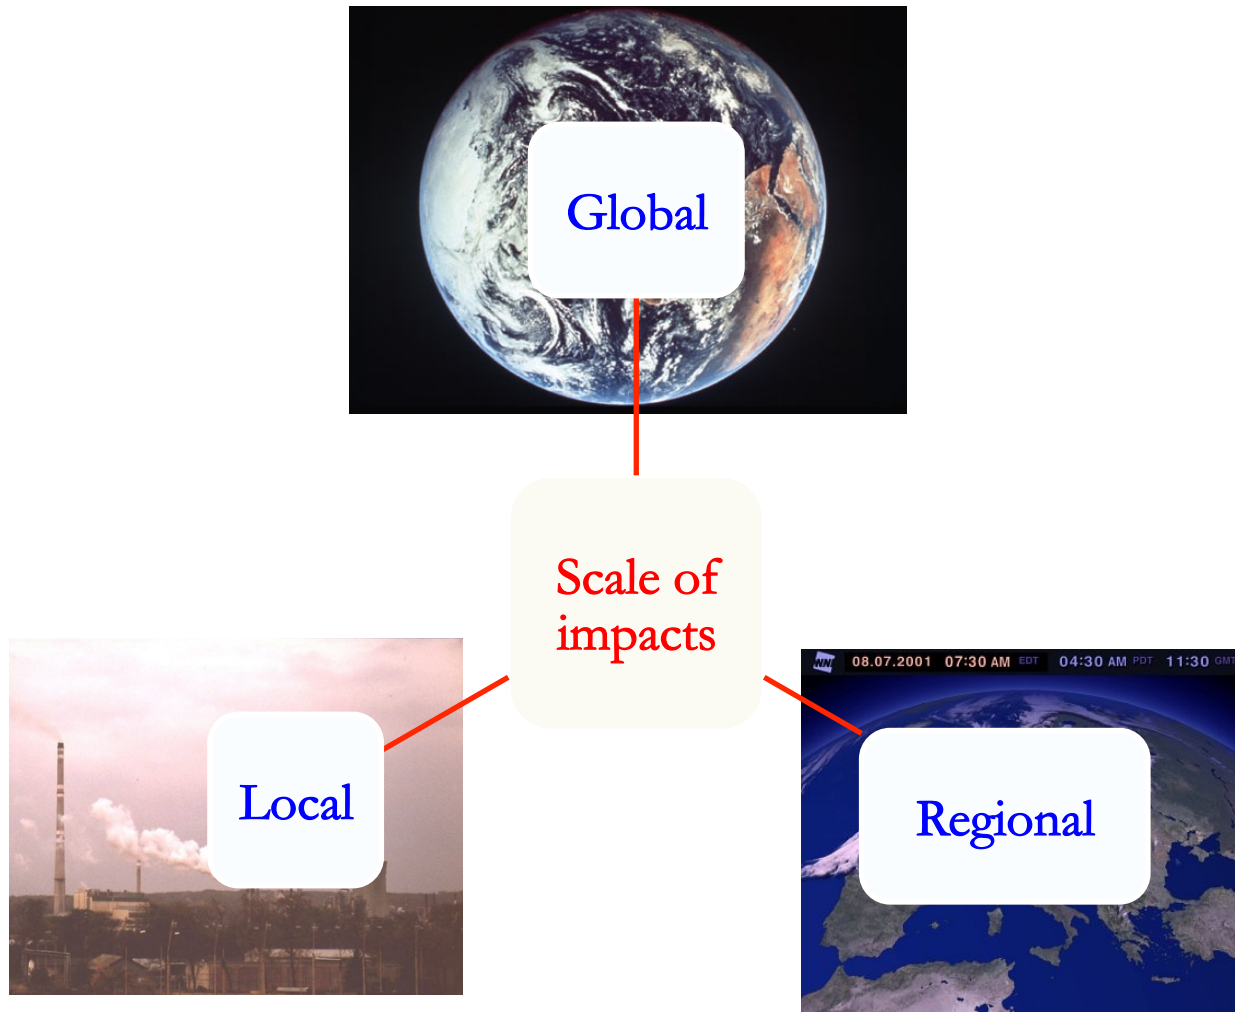 Global
Scale of
impacts
Local
08.07.2001 07:30 AM EDT 04:30 AM PDT 11:30 GMT
Regional